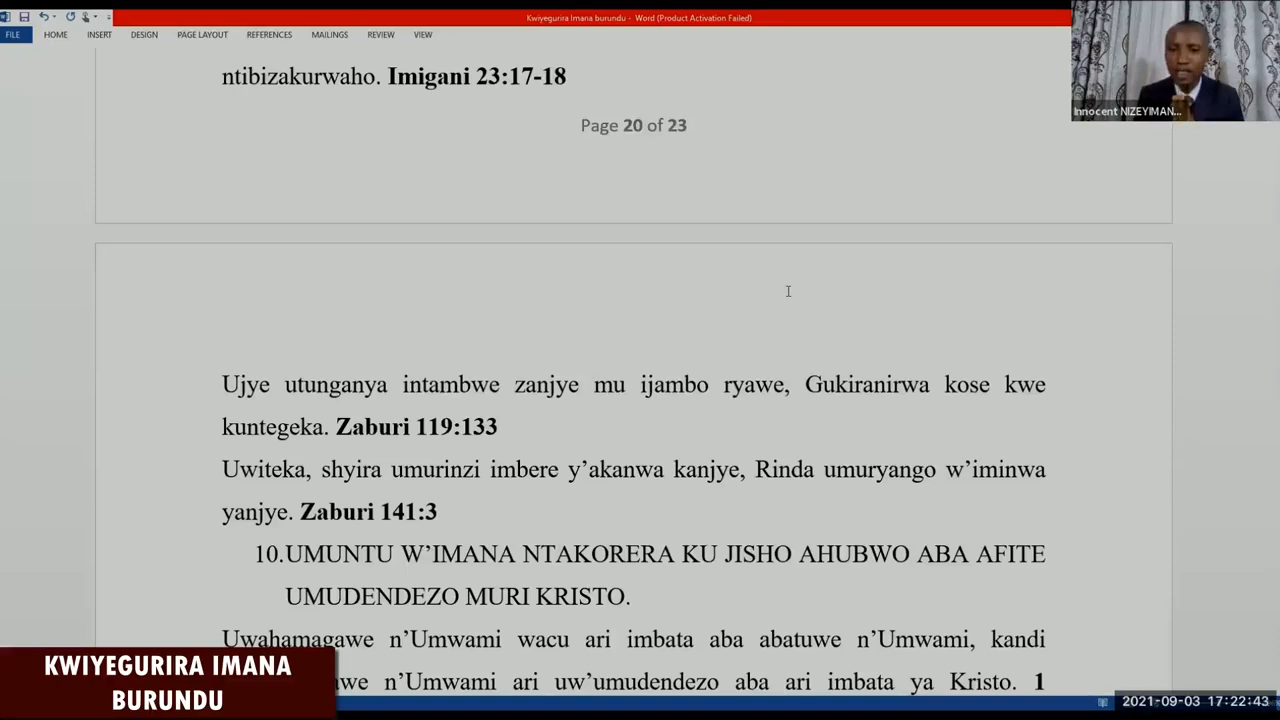 Kwiyegurira Imana burundu - Word (Product Activation Failed)
FILE HOME INSERT DESIGN PAGE LAYOUT REFERENCES MAILINGS REVIEW VIEW
Innocent NIZEYIMAN...
ntibizakurwaho. Imigani 23:17-18
Page 20 of 23
Ujye utunganya intambwe zanjye mu ijambo ryawe, Gukiranirwa kose kwe
kuntegeka. Zaburi 119:133
Uwiteka, shyira umurinzi imbere y’akanwa kanjye, Rinda umuryango w’iminwa
yanjye. Zaburi 141:3
10.UMUNTU W’IMANA NTAKORERA KU JISHO AHUBWO ABA AFITE
UMUDENDEZO MURI KRISTO.
Uwahamagawe n’Umwami wacu ari imbata aba abatuwe n’Umwami, kandi
n’Umwami ari uw’umudendezo aba ari imbata ya Kristo. 1
KWIYEGURIRA IMANA
BURUNDU
2021-09-03 17:22:43